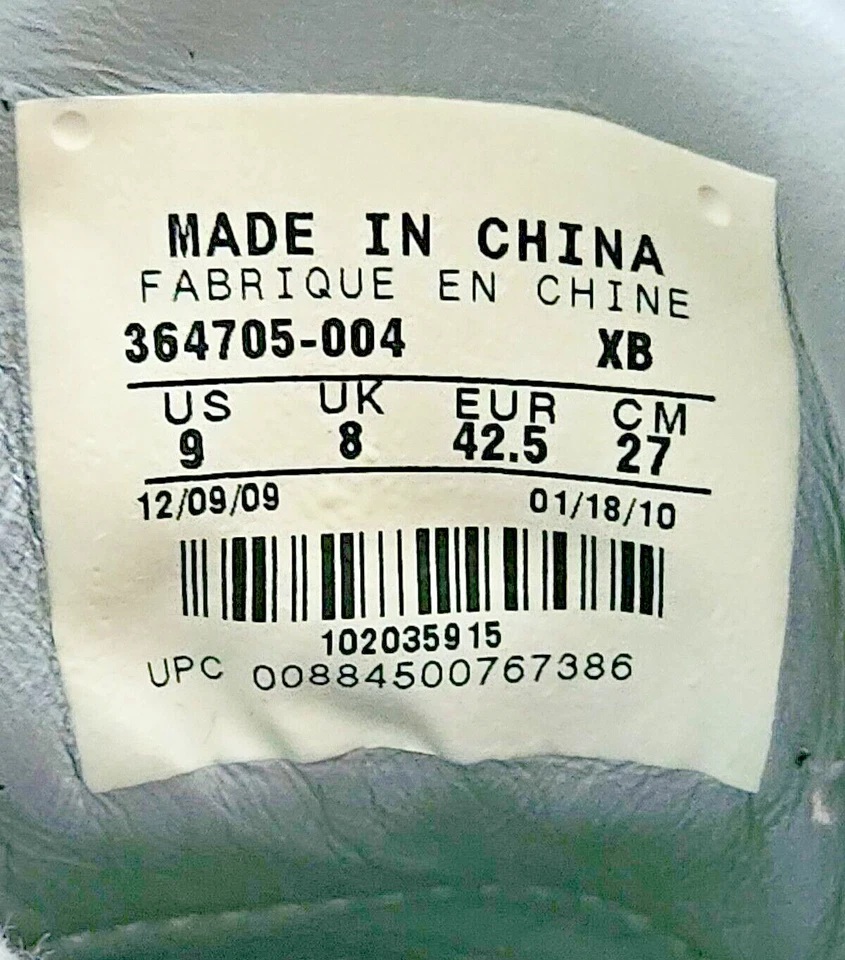 MADE IN CHINA
FABRIQUE EN CHINE
364705-004 XB
US UK EUR CM
9 8 42.5 27
12/09/09 01/18/10
102035915
UPC 00884500767386